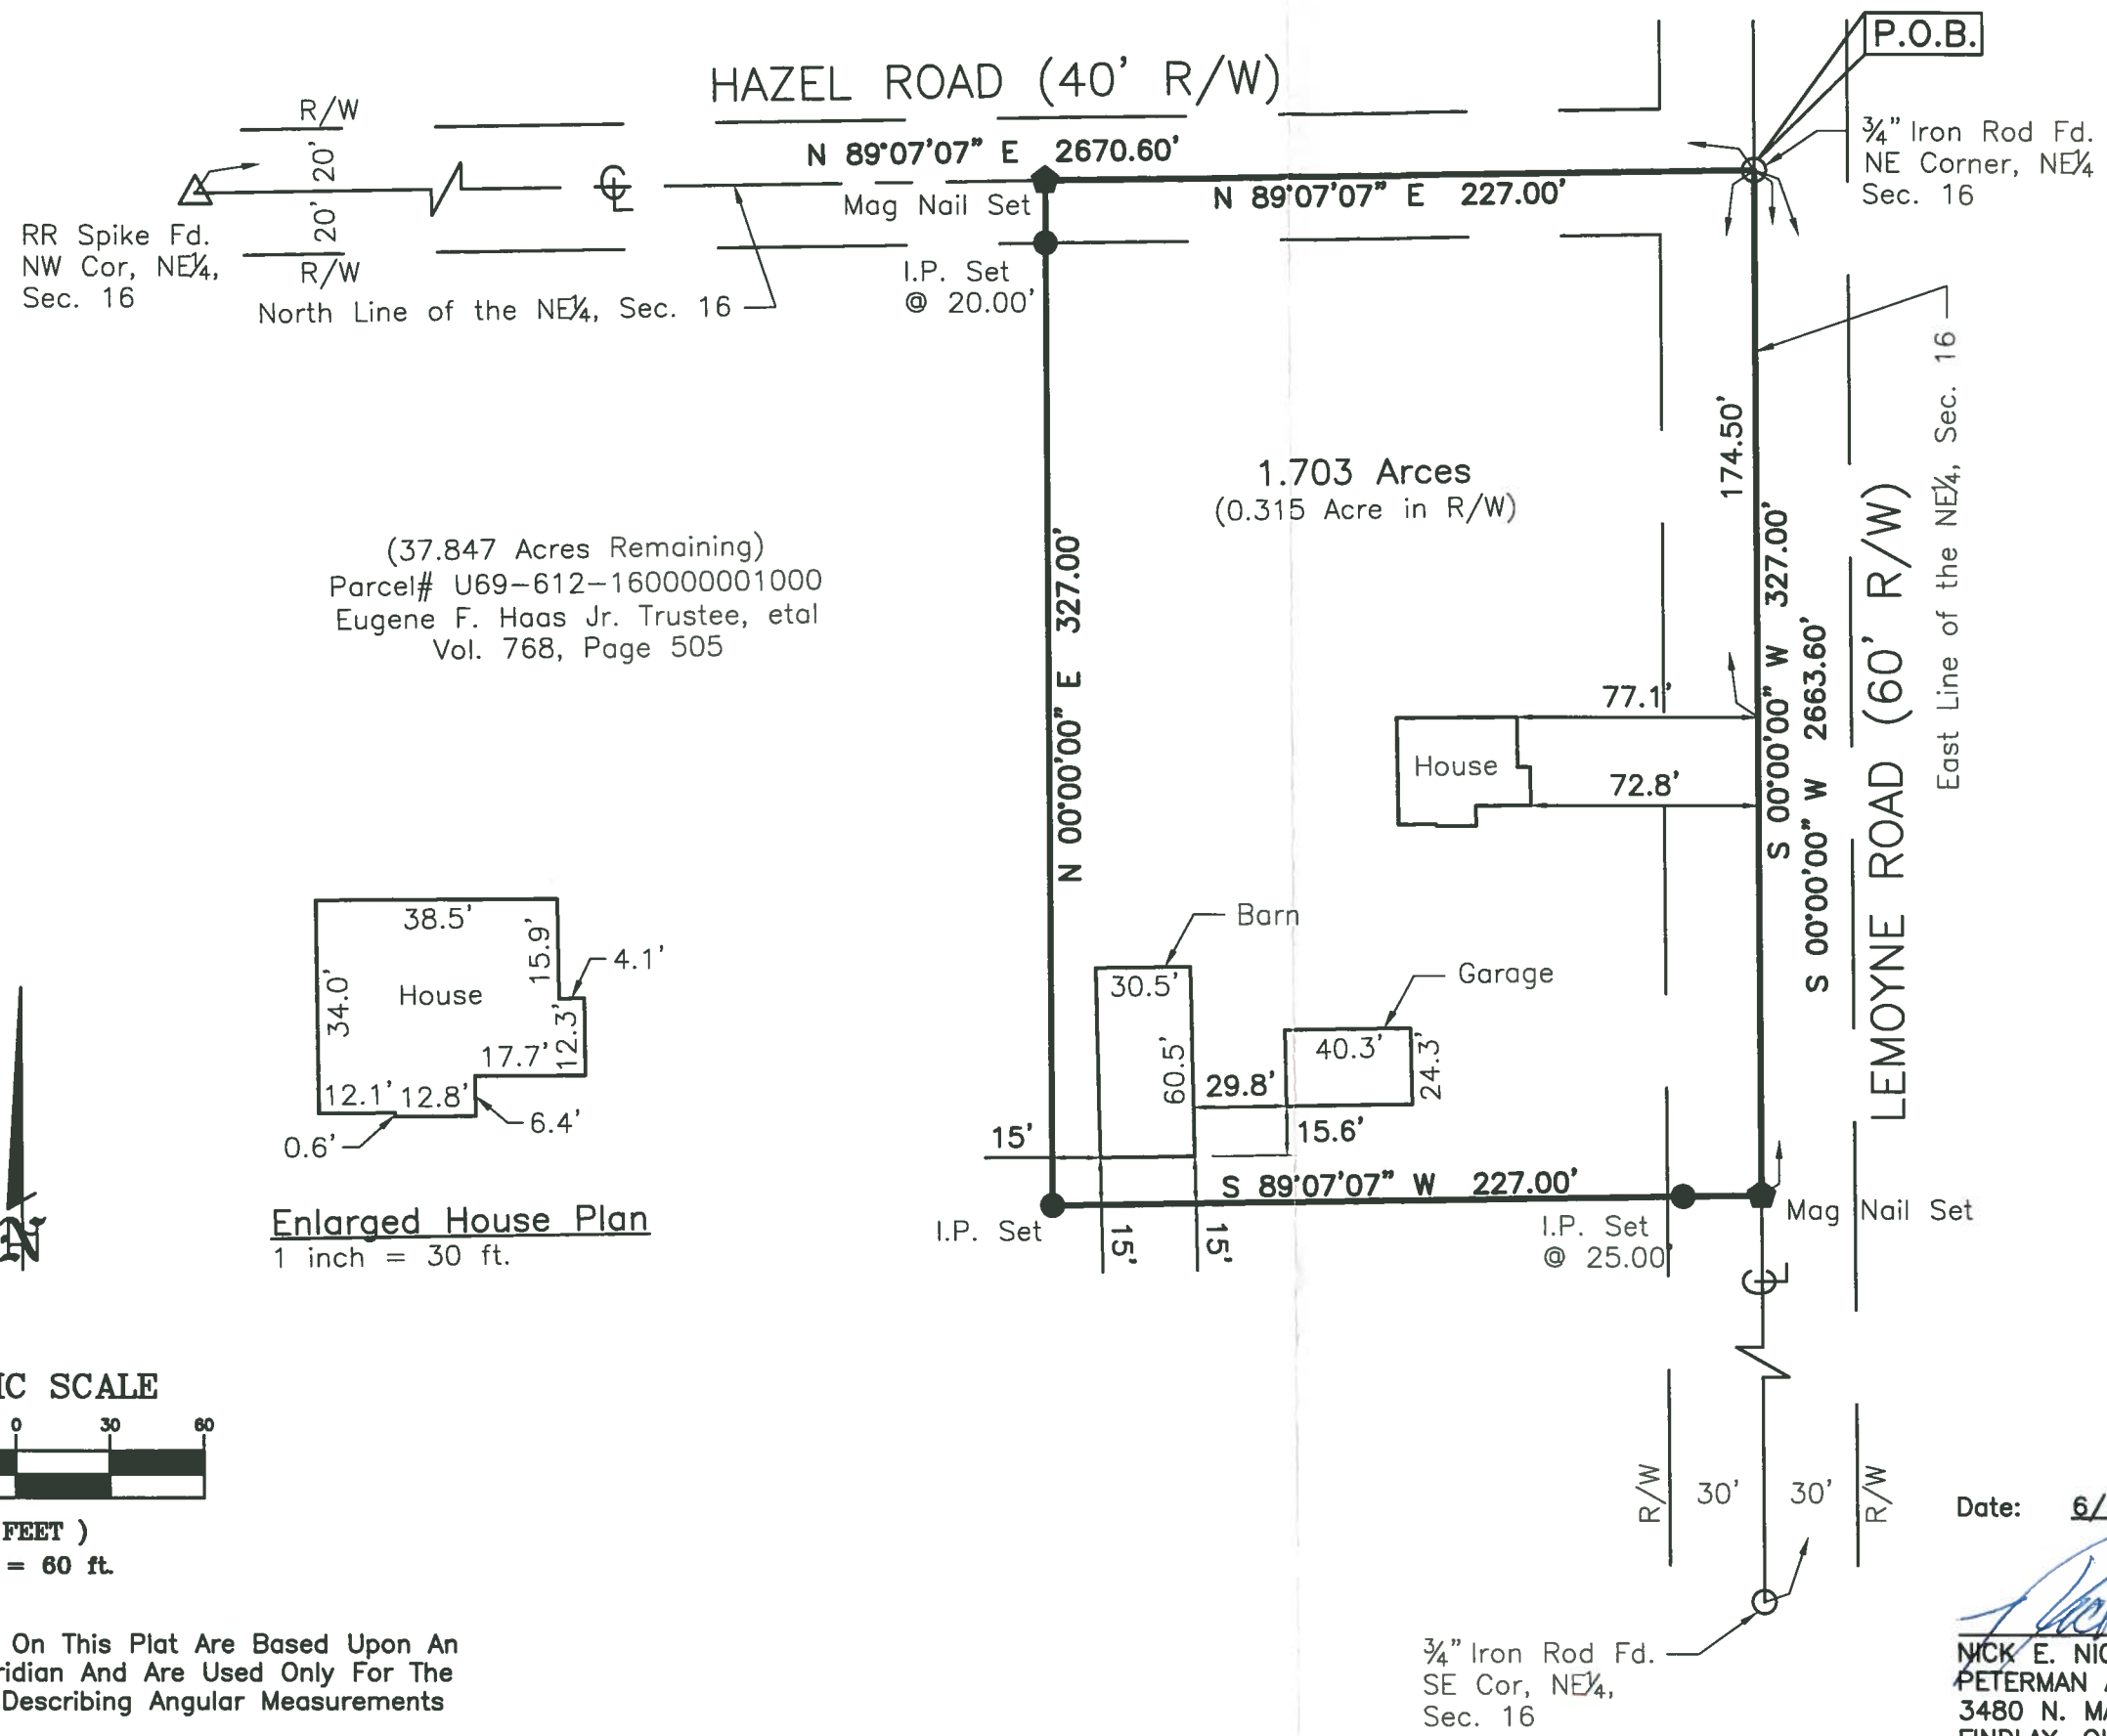 P.O.B.
HAZEL ROAD (40' R/W)
R/W
20'
20'
R/W
N 89°07'07" E 2670.60'
¾" Iron Rod Fd.
NE Corner, NE¼
Sec. 16
RR Spike Fd.
NW Cor, NE¼,
Sec. 16
℄
Mag Nail Set
N 89°07'07" E 227.00'
I.P. Set
@ 20.00'
North Line of the NE¼, Sec. 16
East Line of the NE¼, Sec. 16
174.50'
1.703 Arces
(0.315 Acre in R/W)
(37.847 Acres Remaining)
Parcel# U69-612-160000001000
Eugene F. Haas Jr. Trustee, etal
Vol. 768, Page 505
N 00°00'00" E 327.00'
S 00°00'00" W 327.00'
S 00°00'00" W 2663.60'
LEMOYNE ROAD (60' R/W)
77.1'
House
72.8'
38.5'
15.9'
4.1'
34.0'
House
12.3'
17.7'
12.1' 12.8'
6.4'
0.6'
Enlarged House Plan
1 inch = 30 ft.
Barn
30.5'
60.5'
Garage
40.3'
24.3'
29.8'
15.6'
15'
S 89°07'07" W 227.00'
I.P. Set
15'
15'
I.P. Set
@ 25.00'
Mag Nail Set
℄
N
IC SCALE
0 30 60
FEET )
= 60 ft.
R/W
30'
30'
R/W
¾" Iron Rod Fd.
SE Cor, NE¼,
Sec. 16
On This Plat Are Based Upon An
ridian And Are Used Only For The
Describing Angular Measurements
Date: 6/
NICK E. NIC
PETERMAN A
3480 N. MA
FINDLAY, OH